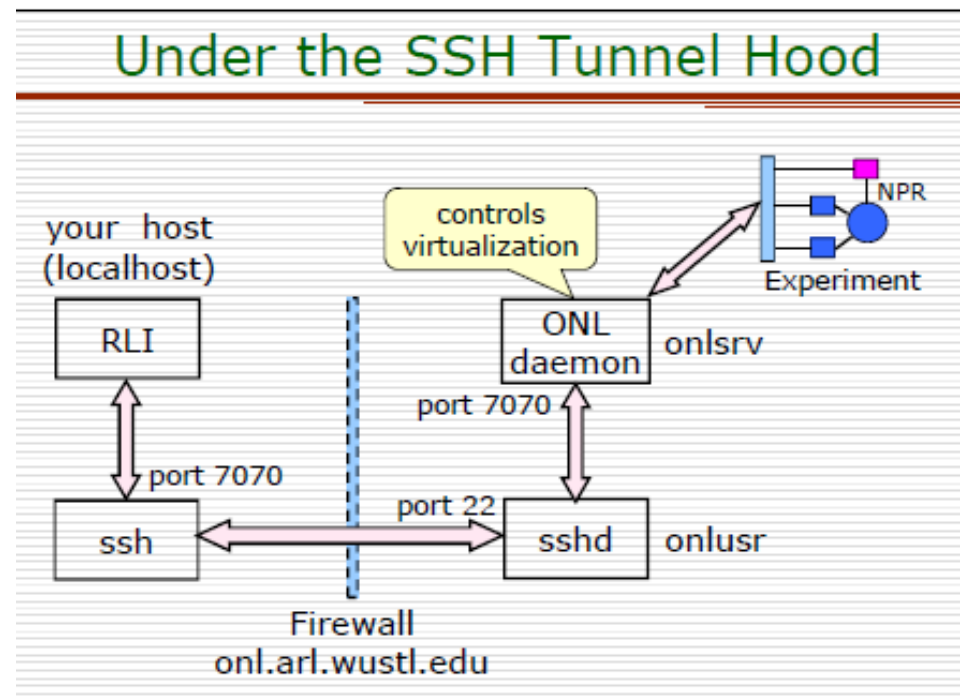 Under the SSH Tunnel Hood
your host
(localhost)
RLI
port 7070
ssh
Firewall
onl.arl.wustl.edu
controls
virtualization
NPR
Experiment
ONL
daemon
onlsrv
port 7070
port 22
sshd
onlusr